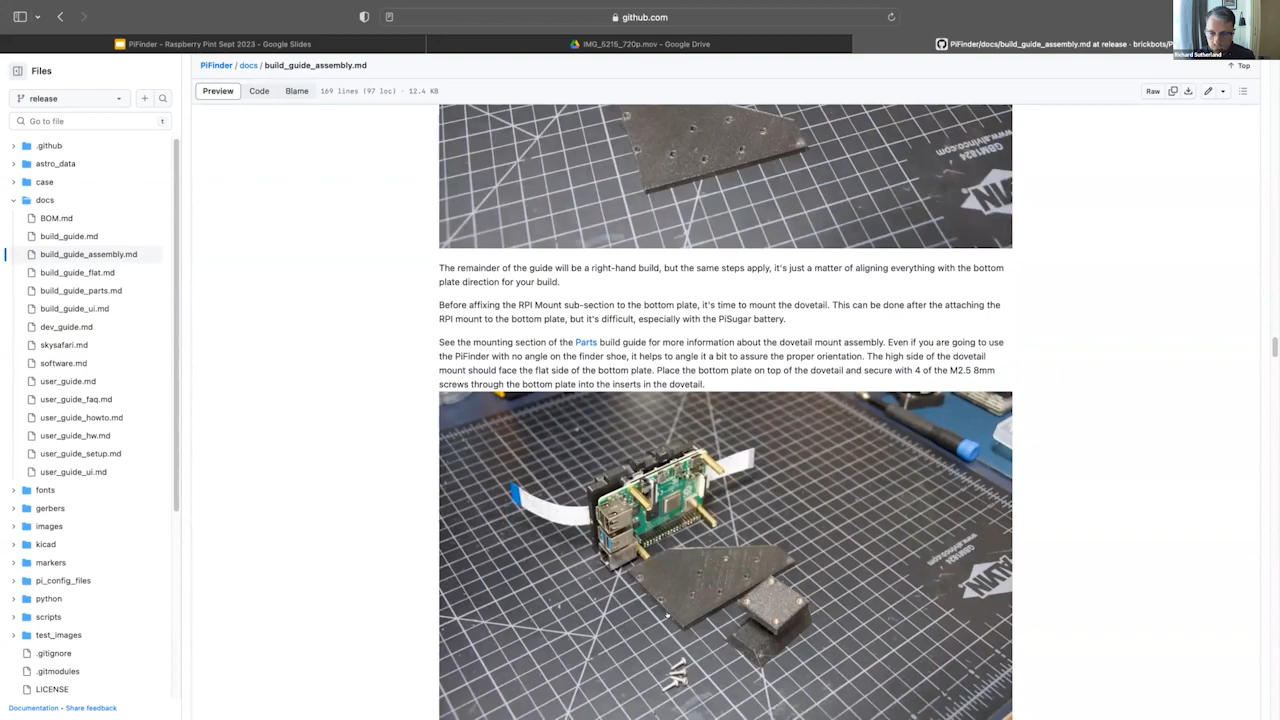 github.com
PiFinder - Raspberry Pint Sept 2023 - Google Slides
IMG_5215_720p.mov - Google Drive
PiFinder/docs/build_guide_assembly.md at release · brickbots/P
Richard Sutherland
Files
PiFinder / docs / build_guide_assembly.md
Top
release
Preview
Code
Blame
169 lines (97 loc) · 12.4 KB
Raw
Go to file
t
.github
astro_data
case
docs
BOM.md
build_guide.md
build_guide_assembly.md
build_guide_flat.md
build_guide_parts.md
build_guide_ui.md
dev_guide.md
skysafari.md
software.md
user_guide.md
user_guide_faq.md
user_guide_howto.md
user_guide_hw.md
user_guide_setup.md
user_guide_ui.md
fonts
gerbers
images
kicad
markers
pi_config_files
python
scripts
test_images
.gitignore
.gitmodules
LICENSE
Documentation • Share feedback
www.alvinco.com
GBM1824
ALVIN
The remainder of the guide will be a right-hand build, but the same steps apply, it's just a matter of aligning everything with the bottom
plate direction for your build.
Before affixing the RPI Mount sub-section to the bottom plate, it's time to mount the dovetail. This can be done after the attaching the
RPI mount to the bottom plate, but it's difficult, especially with the PiSugar battery.
See the mounting section of the Parts build guide for more information about the dovetail mount assembly. Even if you are going to use
the PiFinder with no angle on the finder shoe, it helps to angle it a bit to assure the proper orientation. The high side of the dovetail
mount should face the flat side of the bottom plate. Place the bottom plate on top of the dovetail and secure with 4 of the M2.5 8mm
screws through the bottom plate into the inserts in the dovetail.
www.alvinco.com
GBM1824